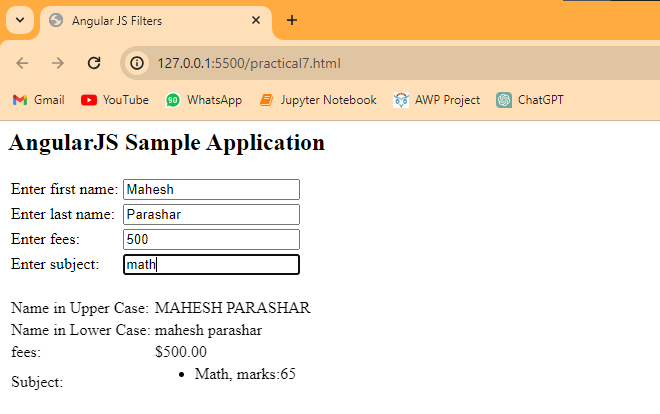 Angular JS Filters
127.0.0.1:5500/practical7.html
Gmail YouTube WhatsApp Jupyter Notebook AWP Project ChatGPT
AngularJS Sample Application
Enter first name: Mahesh
Enter last name: Parashar
Enter fees: 500
Enter subject: math
Name in Upper Case: MAHESH PARASHAR
Name in Lower Case: mahesh parashar
fees: $500.00
Subject: • Math, marks:65